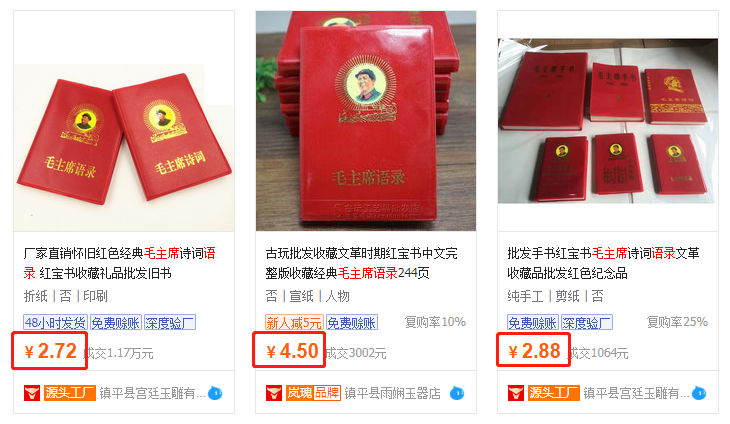 毛主席语录
毛主席诗词
厂家直销怀旧红色经典毛主席诗词语
录 红宝书收藏礼品批发旧书
折纸 | 否 | 印刷
48小时发货 免费赊账 深度验厂
¥2.72 成交1.17万元
源头工厂 镇平县宫廷玉雕有...
毛主席语录
古玩批发收藏文革时期红宝书中文完
整版收藏经典毛主席语录244页
否 | 宣纸 | 人物
新人减5元 免费赊账 复购率10%
¥4.50 成交3002元
岚瑰 品牌 镇平县雨娴玉器店
批发手书红宝书毛主席诗词语录文革
收藏品批发红色纪念品
纯手工 | 剪纸 | 否
免费赊账 深度验厂 复购率25%
¥2.88 成交1064元
源头工厂 镇平县宫廷玉雕有...